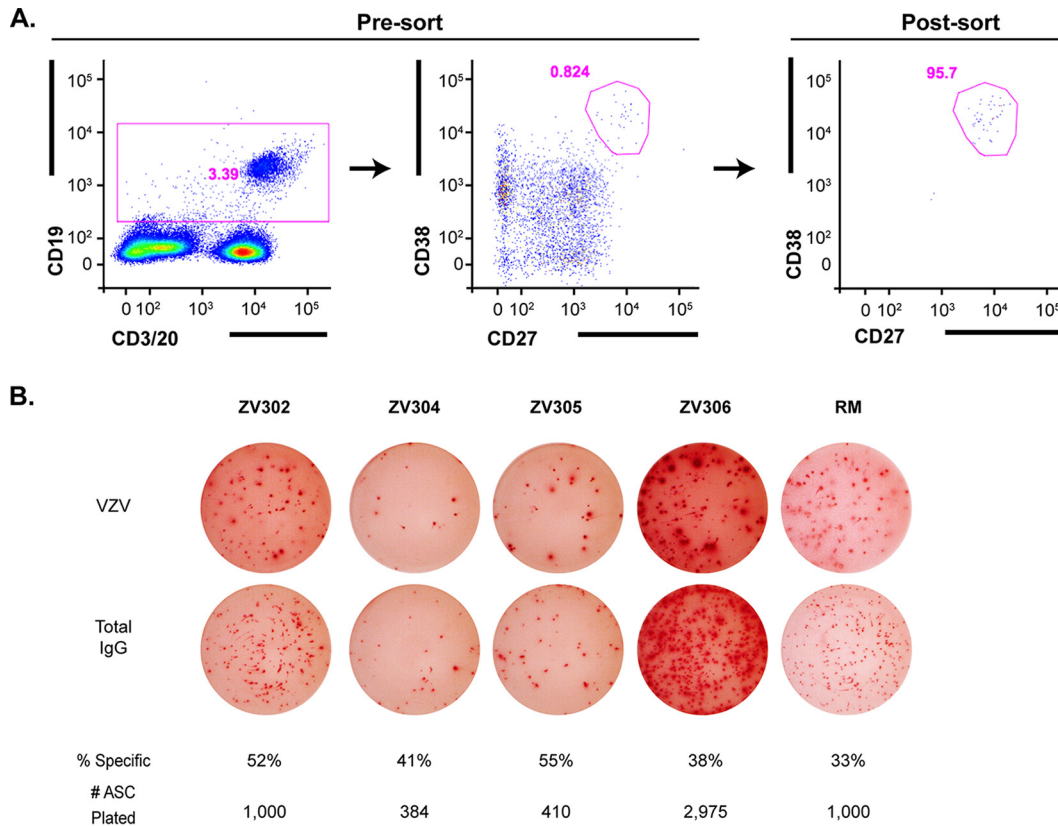 A.
Pre-sort
Post-sort
10⁵
10⁴
10³
10²
0
CD19
3.39
0 10² 10³ 10⁴ 10⁵
CD3/20
0.824
10⁵
10⁴
10³
10²
0
CD38
0 10² 10³ 10⁴ 10⁵
CD27
95.7
10⁵
10⁴
10³
10²
0
CD38
0 10² 10³ 10⁴ 10⁵
CD27
B.
ZV302 ZV304 ZV305 ZV306 RM
VZV
Total
IgG
% Specific 52% 41% 55% 38% 33%
# ASC
Plated 1,000 384 410 2,975 1,000